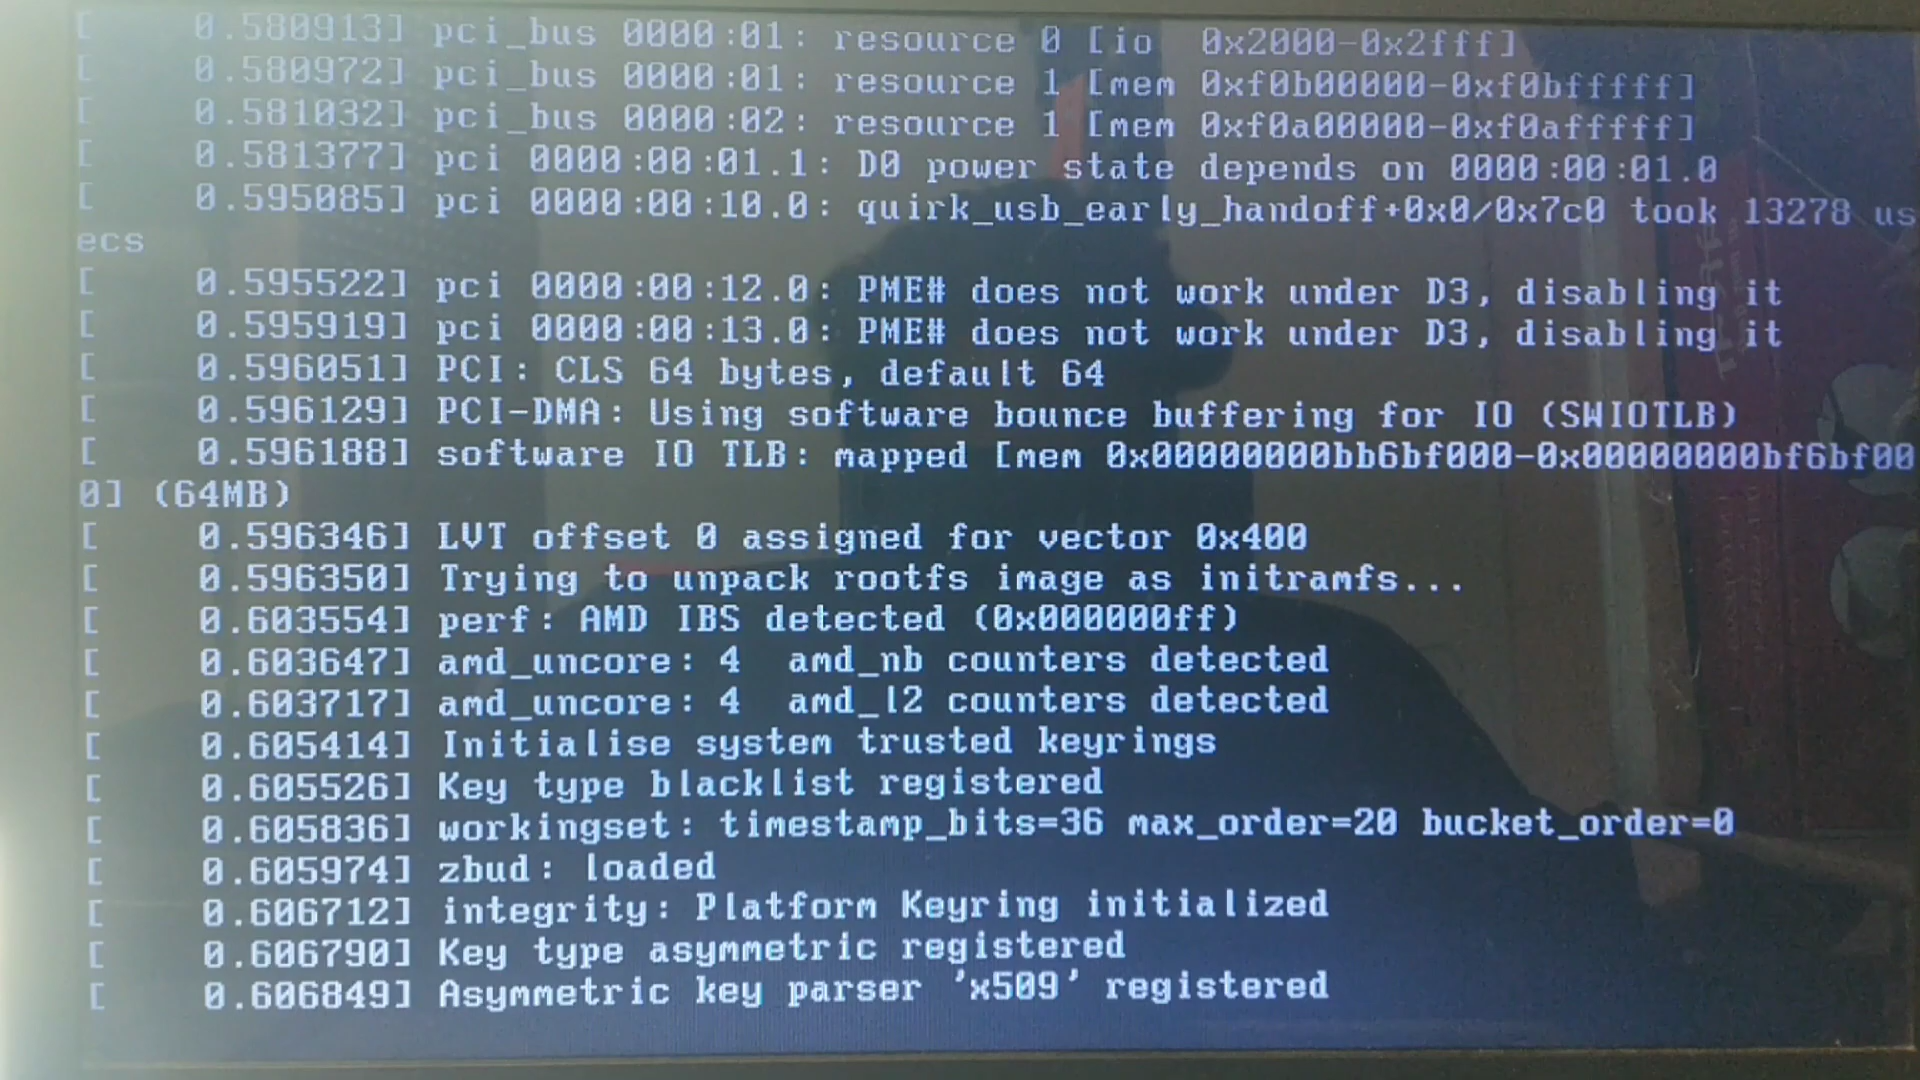 [    0.580913] pci_bus 0000:01: resource 0 [io  0x2000-0x2fff]
[    0.580972] pci_bus 0000:01: resource 1 [mem 0xf0b00000-0xf0bfffff]
[    0.581032] pci_bus 0000:02: resource 1 [mem 0xf0a00000-0xf0afffff]
[    0.581377] pci 0000:00:01.1: D0 power state depends on 0000:00:01.0
[    0.595085] pci 0000:00:10.0: quirk_usb_early_handoff+0x0/0x7c0 took 13278 us
ecs
[    0.595522] pci 0000:00:12.0: PME# does not work under D3, disabling it
[    0.595919] pci 0000:00:13.0: PME# does not work under D3, disabling it
[    0.596051] PCI: CLS 64 bytes, default 64
[    0.596129] PCI-DMA: Using software bounce buffering for IO (SWIOTLB)
[    0.596188] software IO TLB: mapped [mem 0x00000000bb6bf000-0x00000000bf6bf00
0] (64MB)
[    0.596346] LVT offset 0 assigned for vector 0x400
[    0.596350] Trying to unpack rootfs image as initramfs...
[    0.603554] perf: AMD IBS detected (0x000000ff)
[    0.603647] amd_uncore: 4  amd_nb counters detected
[    0.603717] amd_uncore: 4  amd_l2 counters detected
[    0.605414] Initialise system trusted keyrings
[    0.605526] Key type blacklist registered
[    0.605836] workingset: timestamp_bits=36 max_order=20 bucket_order=0
[    0.605974] zbud: loaded
[    0.606712] integrity: Platform Keyring initialized
[    0.606790] Key type asymmetric registered
[    0.606849] Asymmetric key parser 'x509' registered